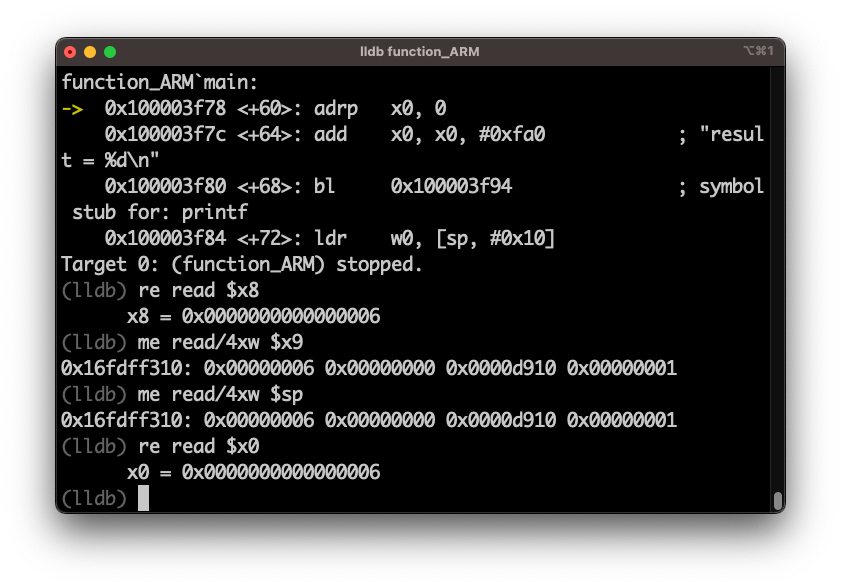 lldb function_ARM
⌥⌘1
function_ARM`main:
->  0x100003f78 <+60>: adrp   x0, 0
    0x100003f7c <+64>: add    x0, x0, #0xfa0            ; "resul
t = %d\n"
    0x100003f80 <+68>: bl     0x100003f94               ; symbol
 stub for: printf
    0x100003f84 <+72>: ldr    w0, [sp, #0x10]
Target 0: (function_ARM) stopped.
(lldb) re read $x8
      x8 = 0x0000000000000006
(lldb) me read/4xw $x9
0x16fdff310: 0x00000006 0x00000000 0x0000d910 0x00000001
(lldb) me read/4xw $sp
0x16fdff310: 0x00000006 0x00000000 0x0000d910 0x00000001
(lldb) re read $x0
      x0 = 0x0000000000000006
(lldb)